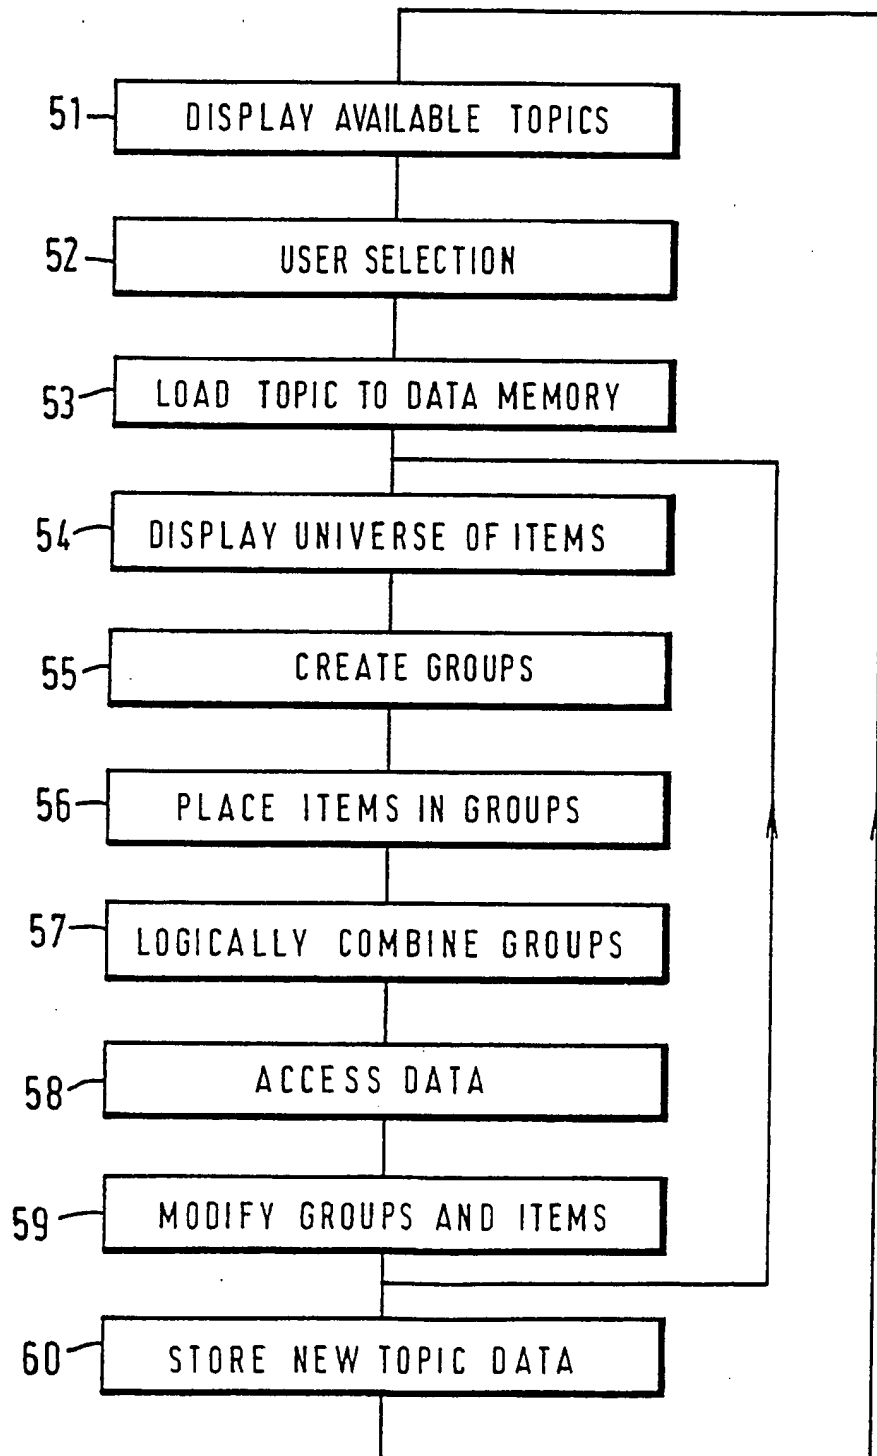 51 DISPLAY AVAILABLE TOPICS
52 USER SELECTION
53 LOAD TOPIC TO DATA MEMORY
54 DISPLAY UNIVERSE OF ITEMS
55 CREATE GROUPS
56 PLACE ITEMS IN GROUPS
57 LOGICALLY COMBINE GROUPS
58 ACCESS DATA
59 MODIFY GROUPS AND ITEMS
60 STORE NEW TOPIC DATA